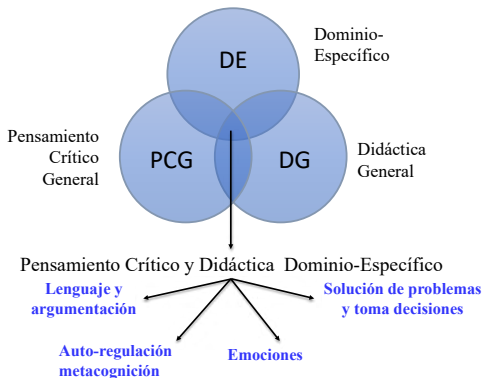 DE
Dominio-
Específico
Pensamiento
Crítico
General
PCG
DG
Didáctica
General
Pensamiento Crítico y Didáctica Dominio-Específico
Lenguaje y
argumentación
Solución de problemas
y toma decisiones
Auto-regulación
metacognición
Emociones